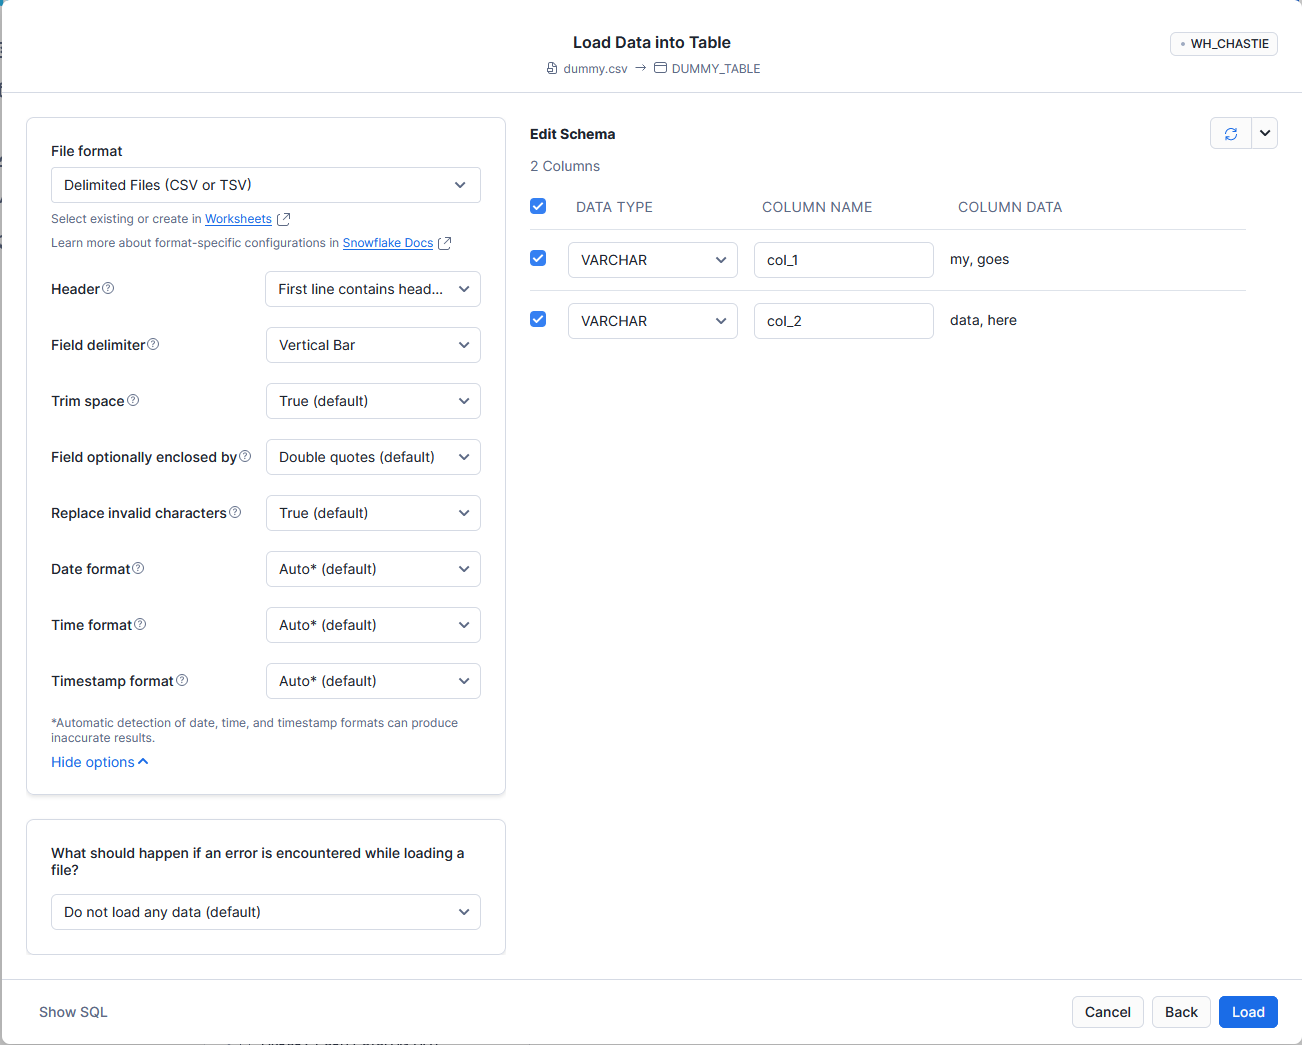 Load Data into Table
dummy.csv → DUMMY_TABLE
WH_CHASTIE
File format
Delimited Files (CSV or TSV)
Select existing or create in Worksheets
Learn more about format-specific configurations in Snowflake Docs
Header
First line contains head...
Field delimiter
Vertical Bar
Trim space
True (default)
Field optionally enclosed by
Double quotes (default)
Replace invalid characters
True (default)
Date format
Auto* (default)
Time format
Auto* (default)
Timestamp format
Auto* (default)
*Automatic detection of date, time, and timestamp formats can produce
inaccurate results.
Hide options
What should happen if an error is encountered while loading a
file?
Do not load any data (default)
Edit Schema
2 Columns
DATA TYPE COLUMN NAME COLUMN DATA
VARCHAR col_1 my, goes
VARCHAR col_2 data, here
Show SQL
Cancel Back Load